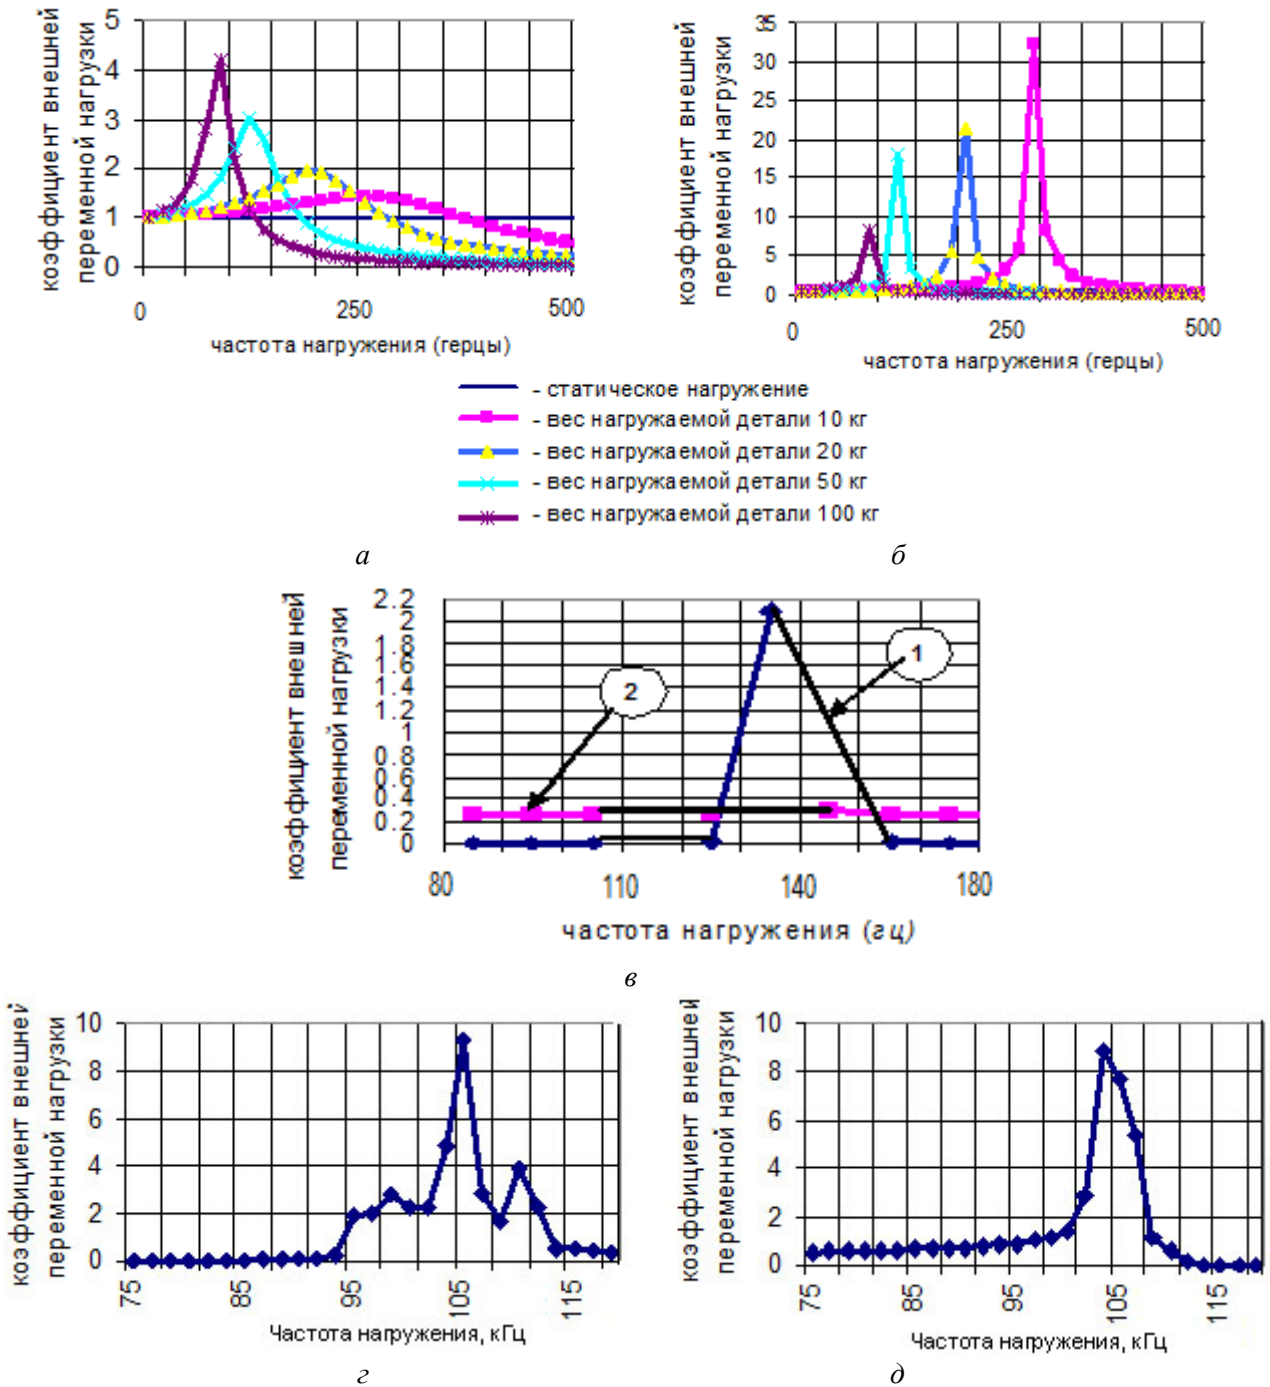 коэффициент внешней
переменной нагрузки
5
4
3
2
1
0
0
250
500
частота нагружения (герцы)
коэффициент внешней
переменной нагрузки
35
30
25
20
15
10
5
0
0
250
500
частота нагружения (герцы)
- статическое нагружение
- вес нагружаемой детали 10 кг
- вес нагружаемой детали 20 кг
- вес нагружаемой детали 50 кг
- вес нагружаемой детали 100 кг
а
б
коэффициент внешней
переменной нагрузки
2.2
2
1.8
1.6
1.4
1.2
1
0.8
0.6
0.4
0.2
0
1
2
80
110
140
180
частота нагружения (гц)
в
коэффициент внешней
переменной нагрузки
10
8
6
4
2
0
75
85
95
105
115
Частота нагружения, кГц
г
коэффициент внешней
переменной нагрузки
10
8
6
4
2
0
75
85
95
105
115
Частота нагружения, кГц
д